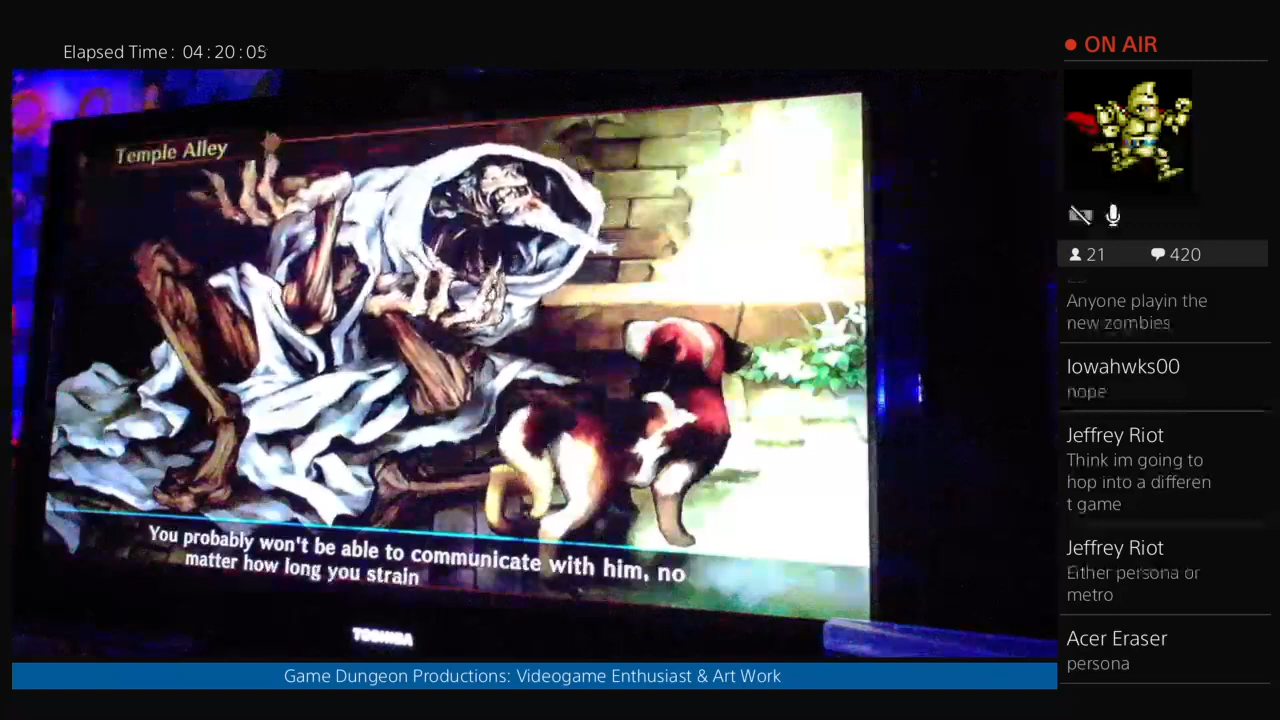 Elapsed Time: 04:20:05
ON AIR
Temple Alley
21 420
Anyone playin the
new zombies
Iowahwks00
nope
Jeffrey Riot
Think im going to
hop into a differen
t game
Jeffrey Riot
Either persona or
metro
Acer Eraser
persona
You probably won't be able to communicate with him, no
matter how long you strain
TOSHIBA
Game Dungeon Productions: Videogame Enthusiast & Art Work